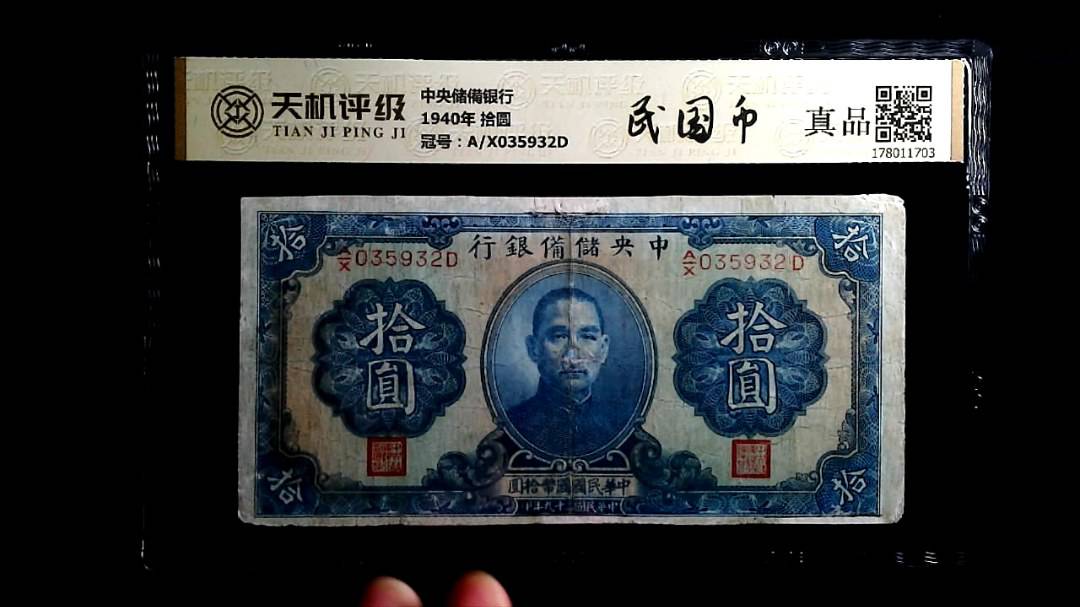 天机评级
TIAN JI PING JI
中央储備银行
1940年 拾圆
冠号：A/X035932D
民国币
真品
178011703
行銀備儲央中
A/X035932D
A/X035932D
拾
拾
拾圓
拾圓
拾
拾
圓拾幣國國民華中